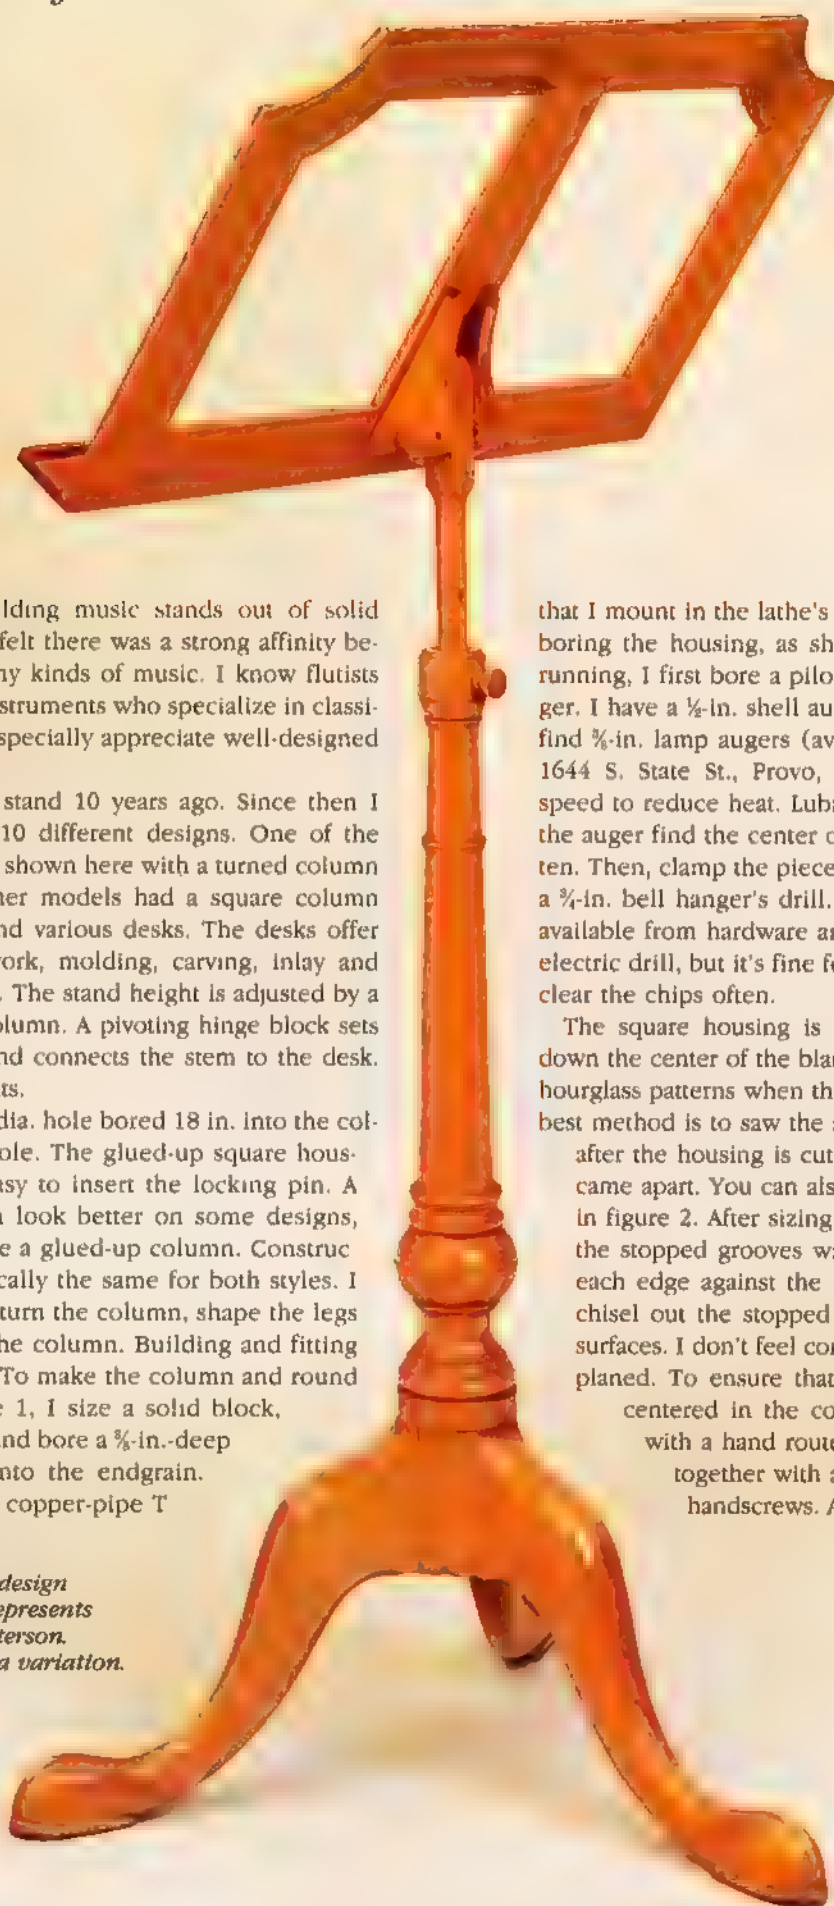 lding music stands out of solid
felt there was a strong affinity be-
ny kinds of music. I know flutists
struments who specialize in classi-
specially appreciate well-designed
stand 10 years ago. Since then I
10 different designs. One of the
shown here with a turned column
her models had a square column
nd various desks. The desks offer
work, molding, carving, inlay and
. The stand height is adjusted by a
olumn. A pivoting hinge block sets
nd connects the stem to the desk.
ts.
dia. hole bored 18 in. into the col-
ole. The glued-up square hous-
asy to insert the locking pin. A
n look better on some designs,
e a glued-up column. Construc
cally the same for both styles. I
turn the column, shape the legs
he column. Building and fitting
To make the column and round
e 1, I size a solid block,
and bore a ⅝-in.-deep
nto the endgrain.
copper-pipe T
design
epresents
terson.
a variation.
that I mount in the lathe's
boring the housing, as sh
running, I first bore a pilo
ger. I have a ½-in. shell au
find ⅜-in. lamp augers (av
1644 S. State St., Provo,
speed to reduce heat. Lub
the auger find the center o
ten. Then, clamp the piece
a ¾-in. bell hanger's drill.
available from hardware an
electric drill, but it's fine fo
clear the chips often.
The square housing is
down the center of the bla
hourglass patterns when th
best method is to saw the s
after the housing is cut
came apart. You can als
in figure 2. After sizing
the stopped grooves w
each edge against the
chisel out the stopped
surfaces. I don't feel co
planed. To ensure that
centered in the co
with a hand route
together with a
handscrews. A